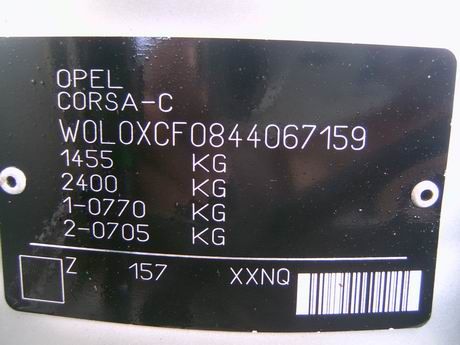 OPEL
CORSA-C
W0L0XCF0844067159
1455 KG
2400 KG
1-0770 KG
2-0705 KG
Z 157 XXNQ